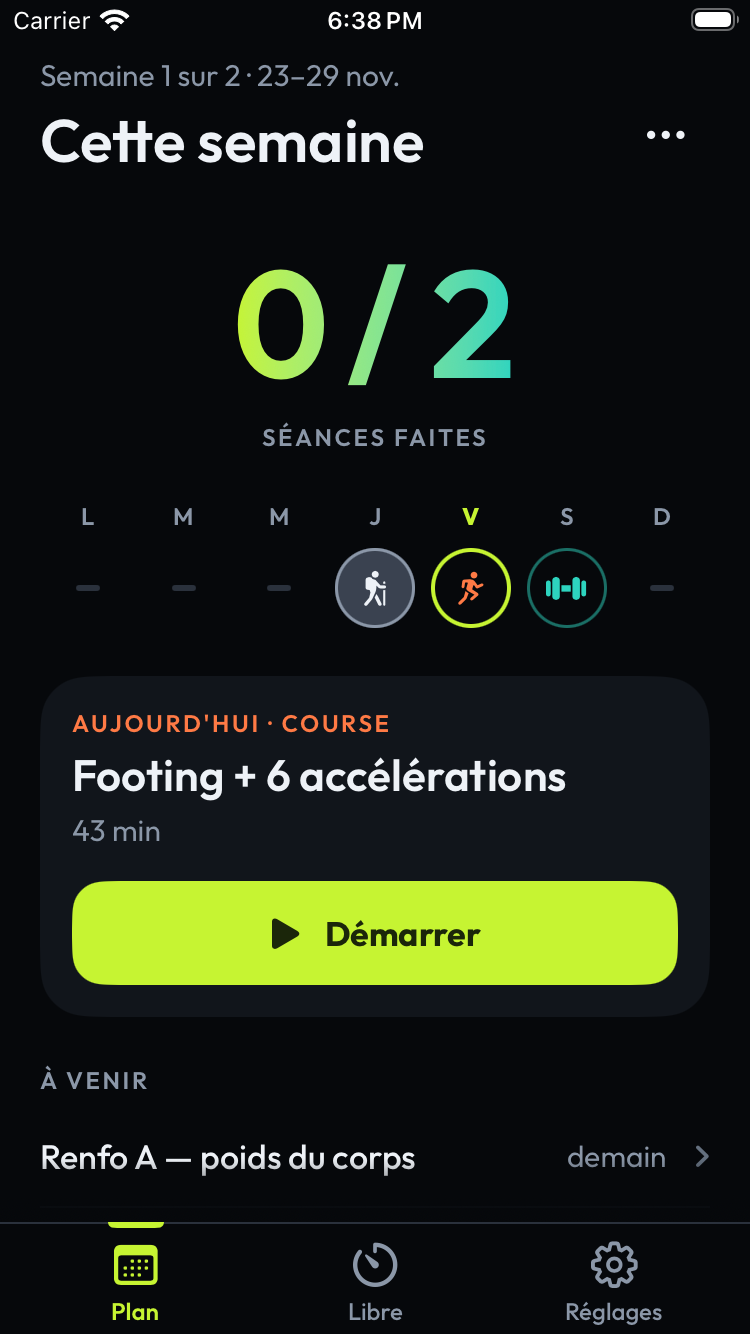 Carrier 6:38 PM
Semaine 1 sur 2 · 23–29 nov.
Cette semaine
0/2
SÉANCES FAITES
L M M J V S D
AUJOURD'HUI · COURSE
Footing + 6 accélérations
43 min
Démarrer
À VENIR
Renfo A — poids du corps demain
Plan Libre Réglages